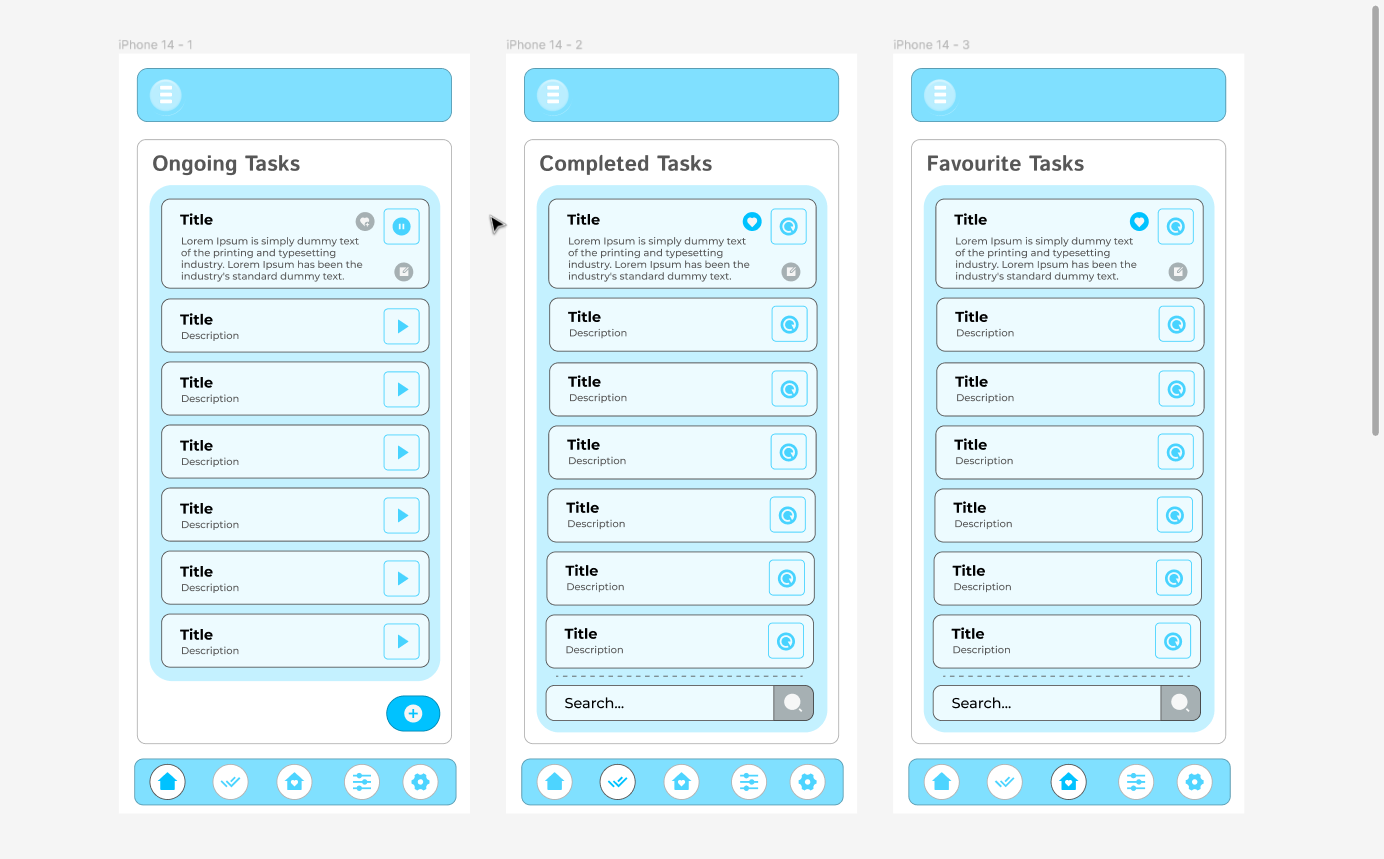 iPhone 14 - 1
Ongoing Tasks
Title
Lorem Ipsum is simply dummy text
of the printing and typesetting
industry. Lorem Ipsum has been the
industry's standard dummy text.
Title
Description
Title
Description
Title
Description
Title
Description
Title
Description
Title
Description
iPhone 14 - 2
Completed Tasks
Title
Lorem Ipsum is simply dummy text
of the printing and typesetting
industry. Lorem Ipsum has been the
industry's standard dummy text.
Title
Description
Title
Description
Title
Description
Title
Description
Title
Description
Title
Description
Search...
iPhone 14 - 3
Favourite Tasks
Title
Lorem Ipsum is simply dummy text
of the printing and typesetting
industry. Lorem Ipsum has been the
industry's standard dummy text.
Title
Description
Title
Description
Title
Description
Title
Description
Title
Description
Title
Description
Search...